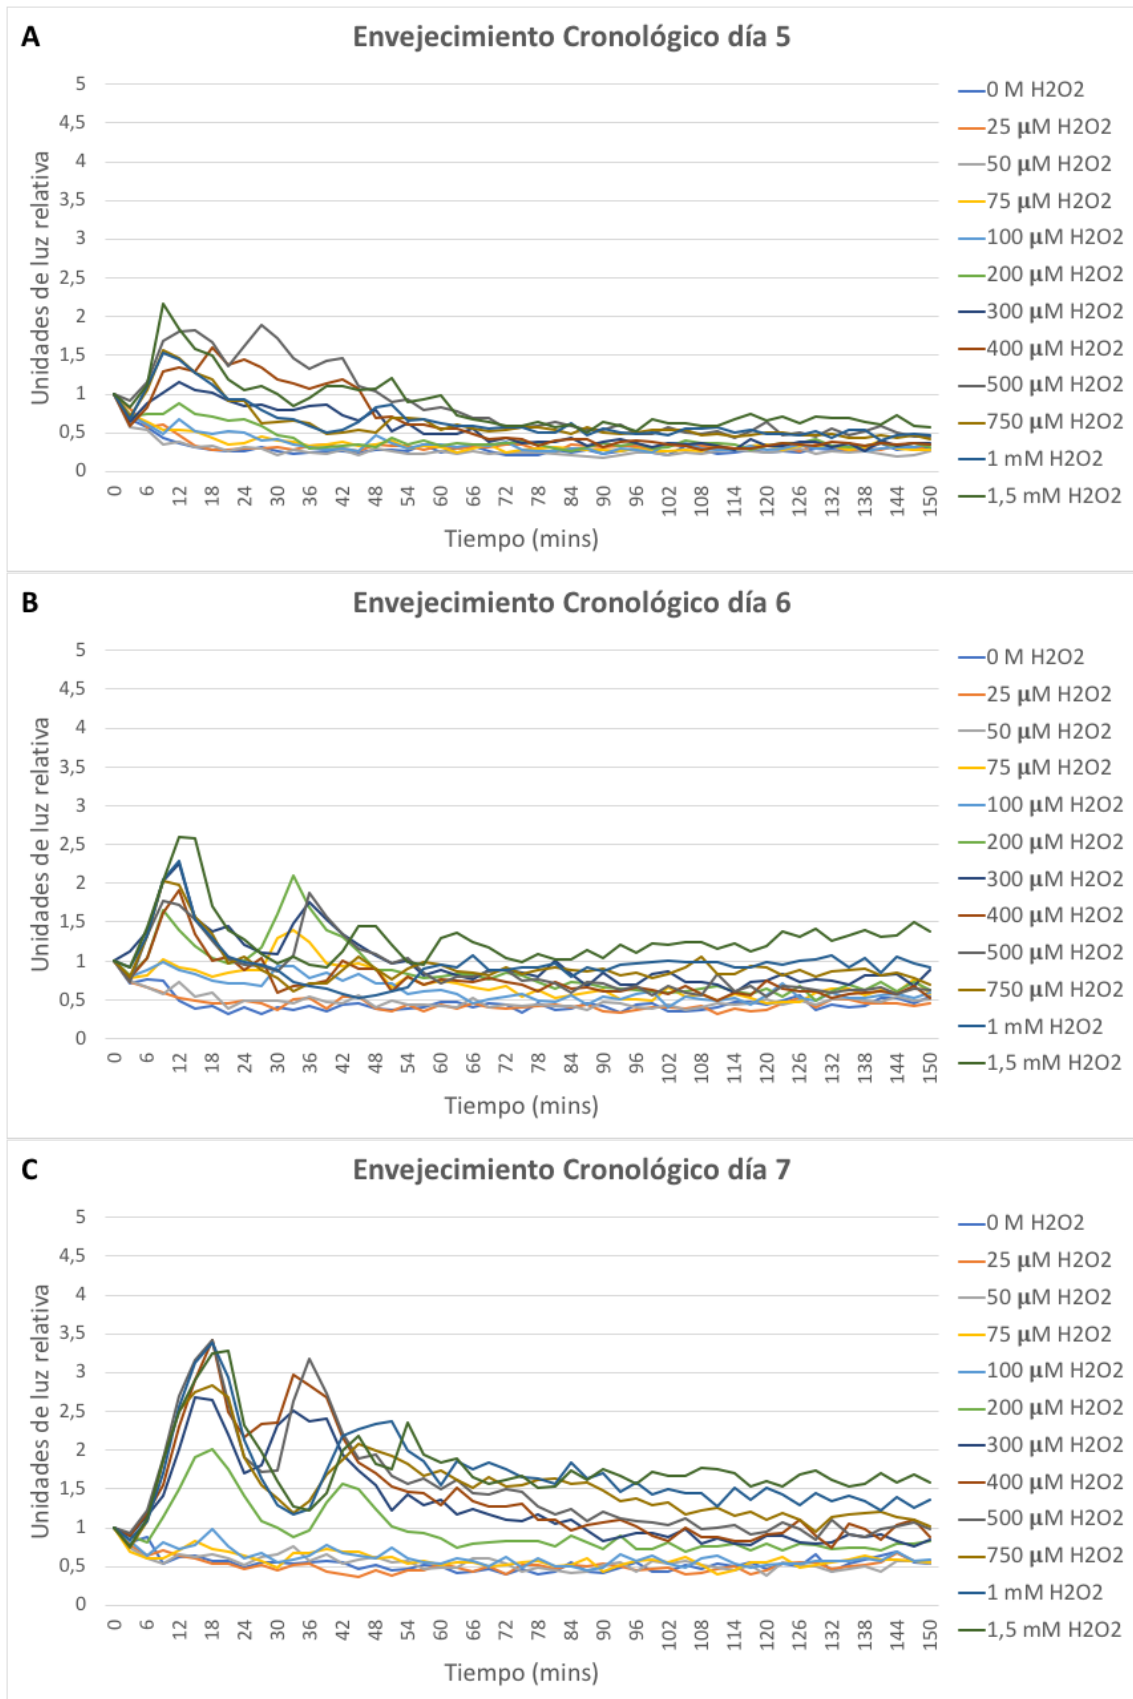 A
Envejecimiento Cronológico día 5
Unidades de luz relativa
5
4,5
4
3,5
3
2,5
2
1,5
1
0,5
0
0 6 12 18 24 30 36 42 48 54 60 66 72 78 84 90 96 102 108 114 120 126 132 138 144 150
Tiempo (mins)
0 M H2O2
25 μM H2O2
50 μM H2O2
75 μM H2O2
100 μM H2O2
200 μM H2O2
300 μM H2O2
400 μM H2O2
500 μM H2O2
750 μM H2O2
1 mM H2O2
1,5 mM H2O2
B
Envejecimiento Cronológico día 6
Unidades de luz relativa
5
4,5
4
3,5
3
2,5
2
1,5
1
0,5
0
0 6 12 18 24 30 36 42 48 54 60 66 72 78 84 90 96 102 108 114 120 126 132 138 144 150
Tiempo (mins)
0 M H2O2
25 μM H2O2
50 μM H2O2
75 μM H2O2
100 μM H2O2
200 μM H2O2
300 μM H2O2
400 μM H2O2
500 μM H2O2
750 μM H2O2
1 mM H2O2
1,5 mM H2O2
C
Envejecimiento Cronológico día 7
Unidades de luz relativa
5
4,5
4
3,5
3
2,5
2
1,5
1
0,5
0
0 6 12 18 24 30 36 42 48 54 60 66 72 78 84 90 96 102 108 114 120 126 132 138 144 150
Tiempo (mins)
0 M H2O2
25 μM H2O2
50 μM H2O2
75 μM H2O2
100 μM H2O2
200 μM H2O2
300 μM H2O2
400 μM H2O2
500 μM H2O2
750 μM H2O2
1 mM H2O2
1,5 mM H2O2